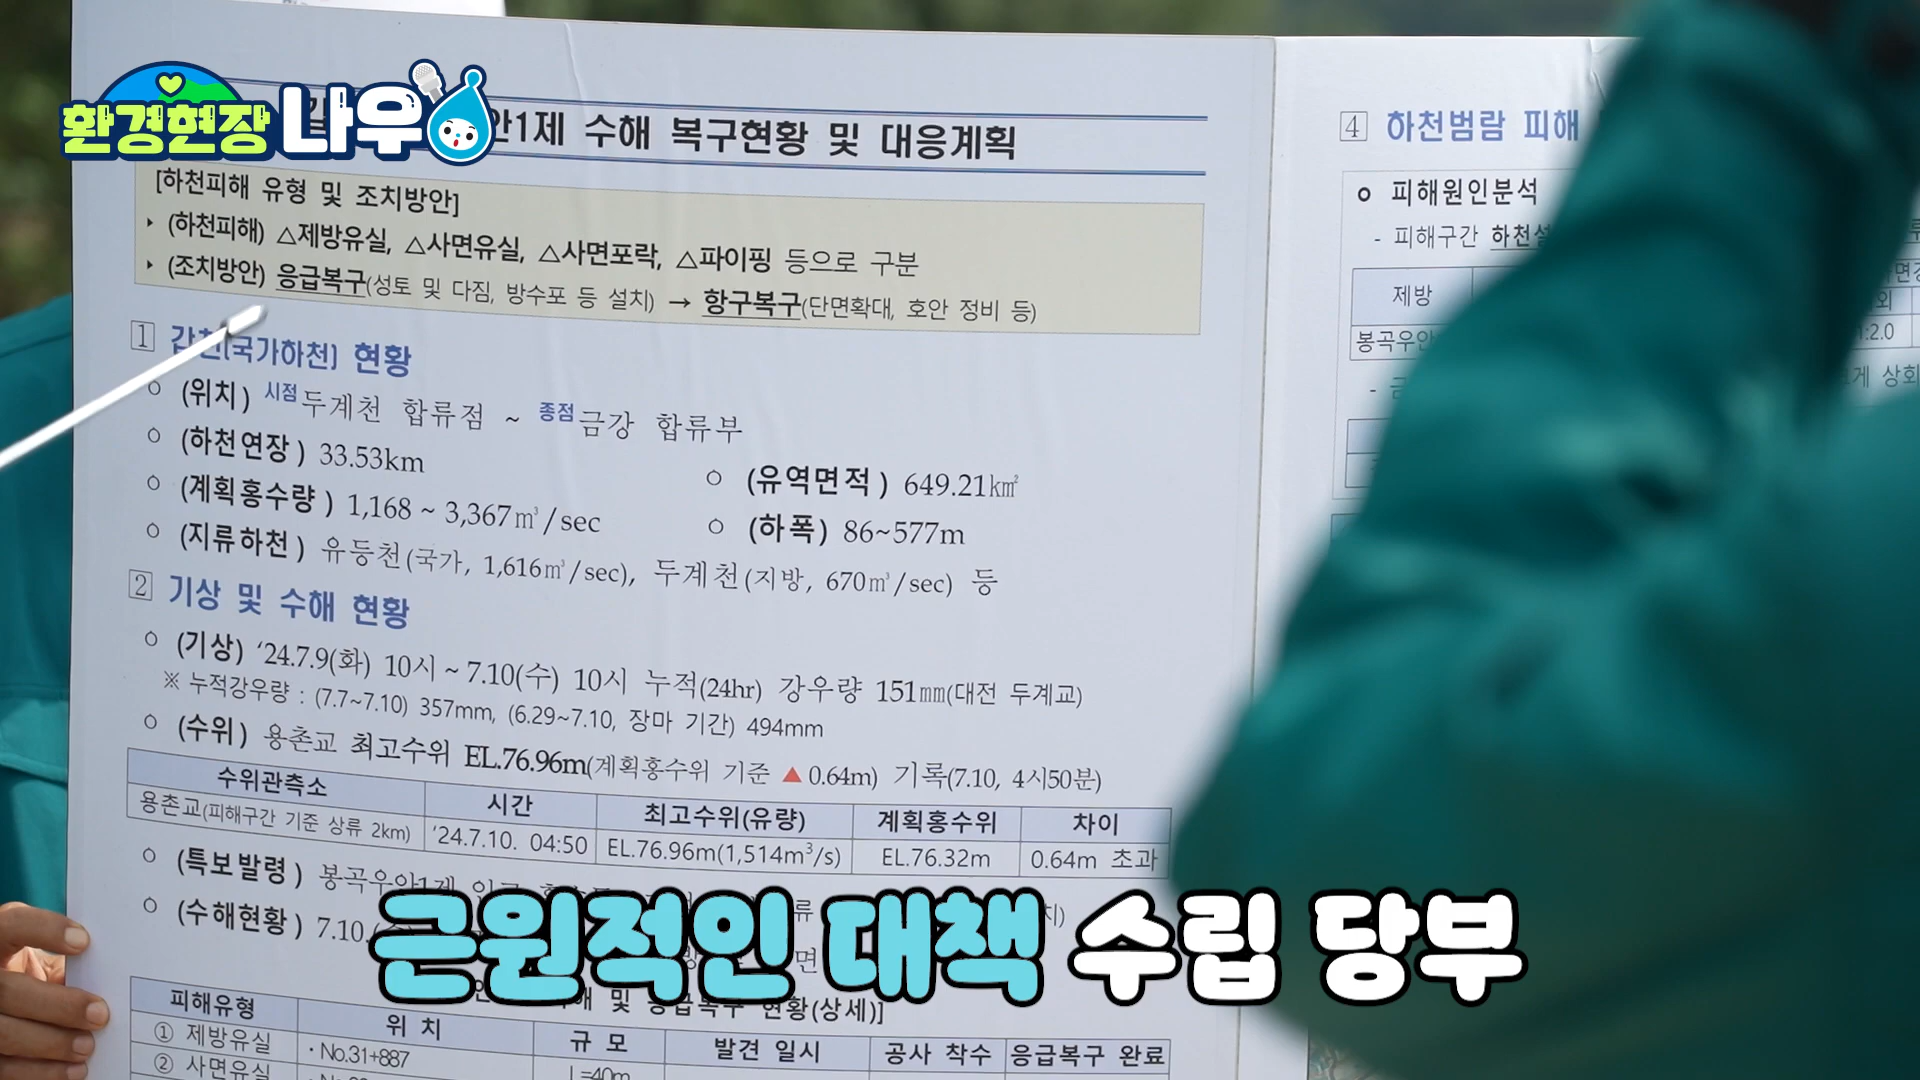 환경현장 나우
안1제 수해 복구현황 및 대응계획
[하천피해 유형 및 조치방안]
‣ (하천피해) △제방유실, △사면유실, △사면포락, △파이핑 등으로 구분
‣ (조치방안) 응급복구(성토 및 다짐, 방수포 등 설치) → 항구복구(단면확대, 호안 정비 등)
1 갑천(국가하천) 현황
○ (위치) 시점두계천 합류점 ~ 종점금강 합류부
○ (하천연장) 33.53km
○ (유역면적) 649.21㎢
○ (계획홍수량) 1,168 ~ 3,367㎥/sec
○ (하폭) 86~577m
○ (지류하천) 유등천(국가, 1,616㎥/sec), 두계천(지방, 670㎥/sec) 등
2 기상 및 수해 현황
○ (기상) ‘24.7.9(화) 10시 ~ 7.10(수) 10시 누적(24hr) 강우량 151㎜(대전 두계교)
※ 누적강우량 : (7.7~7.10) 357mm, (6.29~7.10, 장마 기간) 494mm
○ (수위) 용촌교 최고수위 EL.76.96m(계획홍수위 기준 ▲0.64m) 기록(7.10, 4시50분)
수위관측소 시간 최고수위(유량) 계획홍수위 차이
용촌교(피해구간 기준 상류 2km) ’24.7.10. 04:50 EL.76.96m(1,514m³/s) EL.76.32m 0.64m 초과
○ (특보발령) 봉곡우안1제
○ (수해현황) 7.10.(수)
및 응급복구 현황(상세)]
피해유형 위 치 규 모 발견 일시 공사 착수 응급복구 완료
① 제방유실 · No.31+887 L=40m
② 사면유실
4 하천범람 피해
○ 피해원인분석
- 피해구간
제방
봉곡우안
1:2.0
상회
근원적인 대책 수립 당부